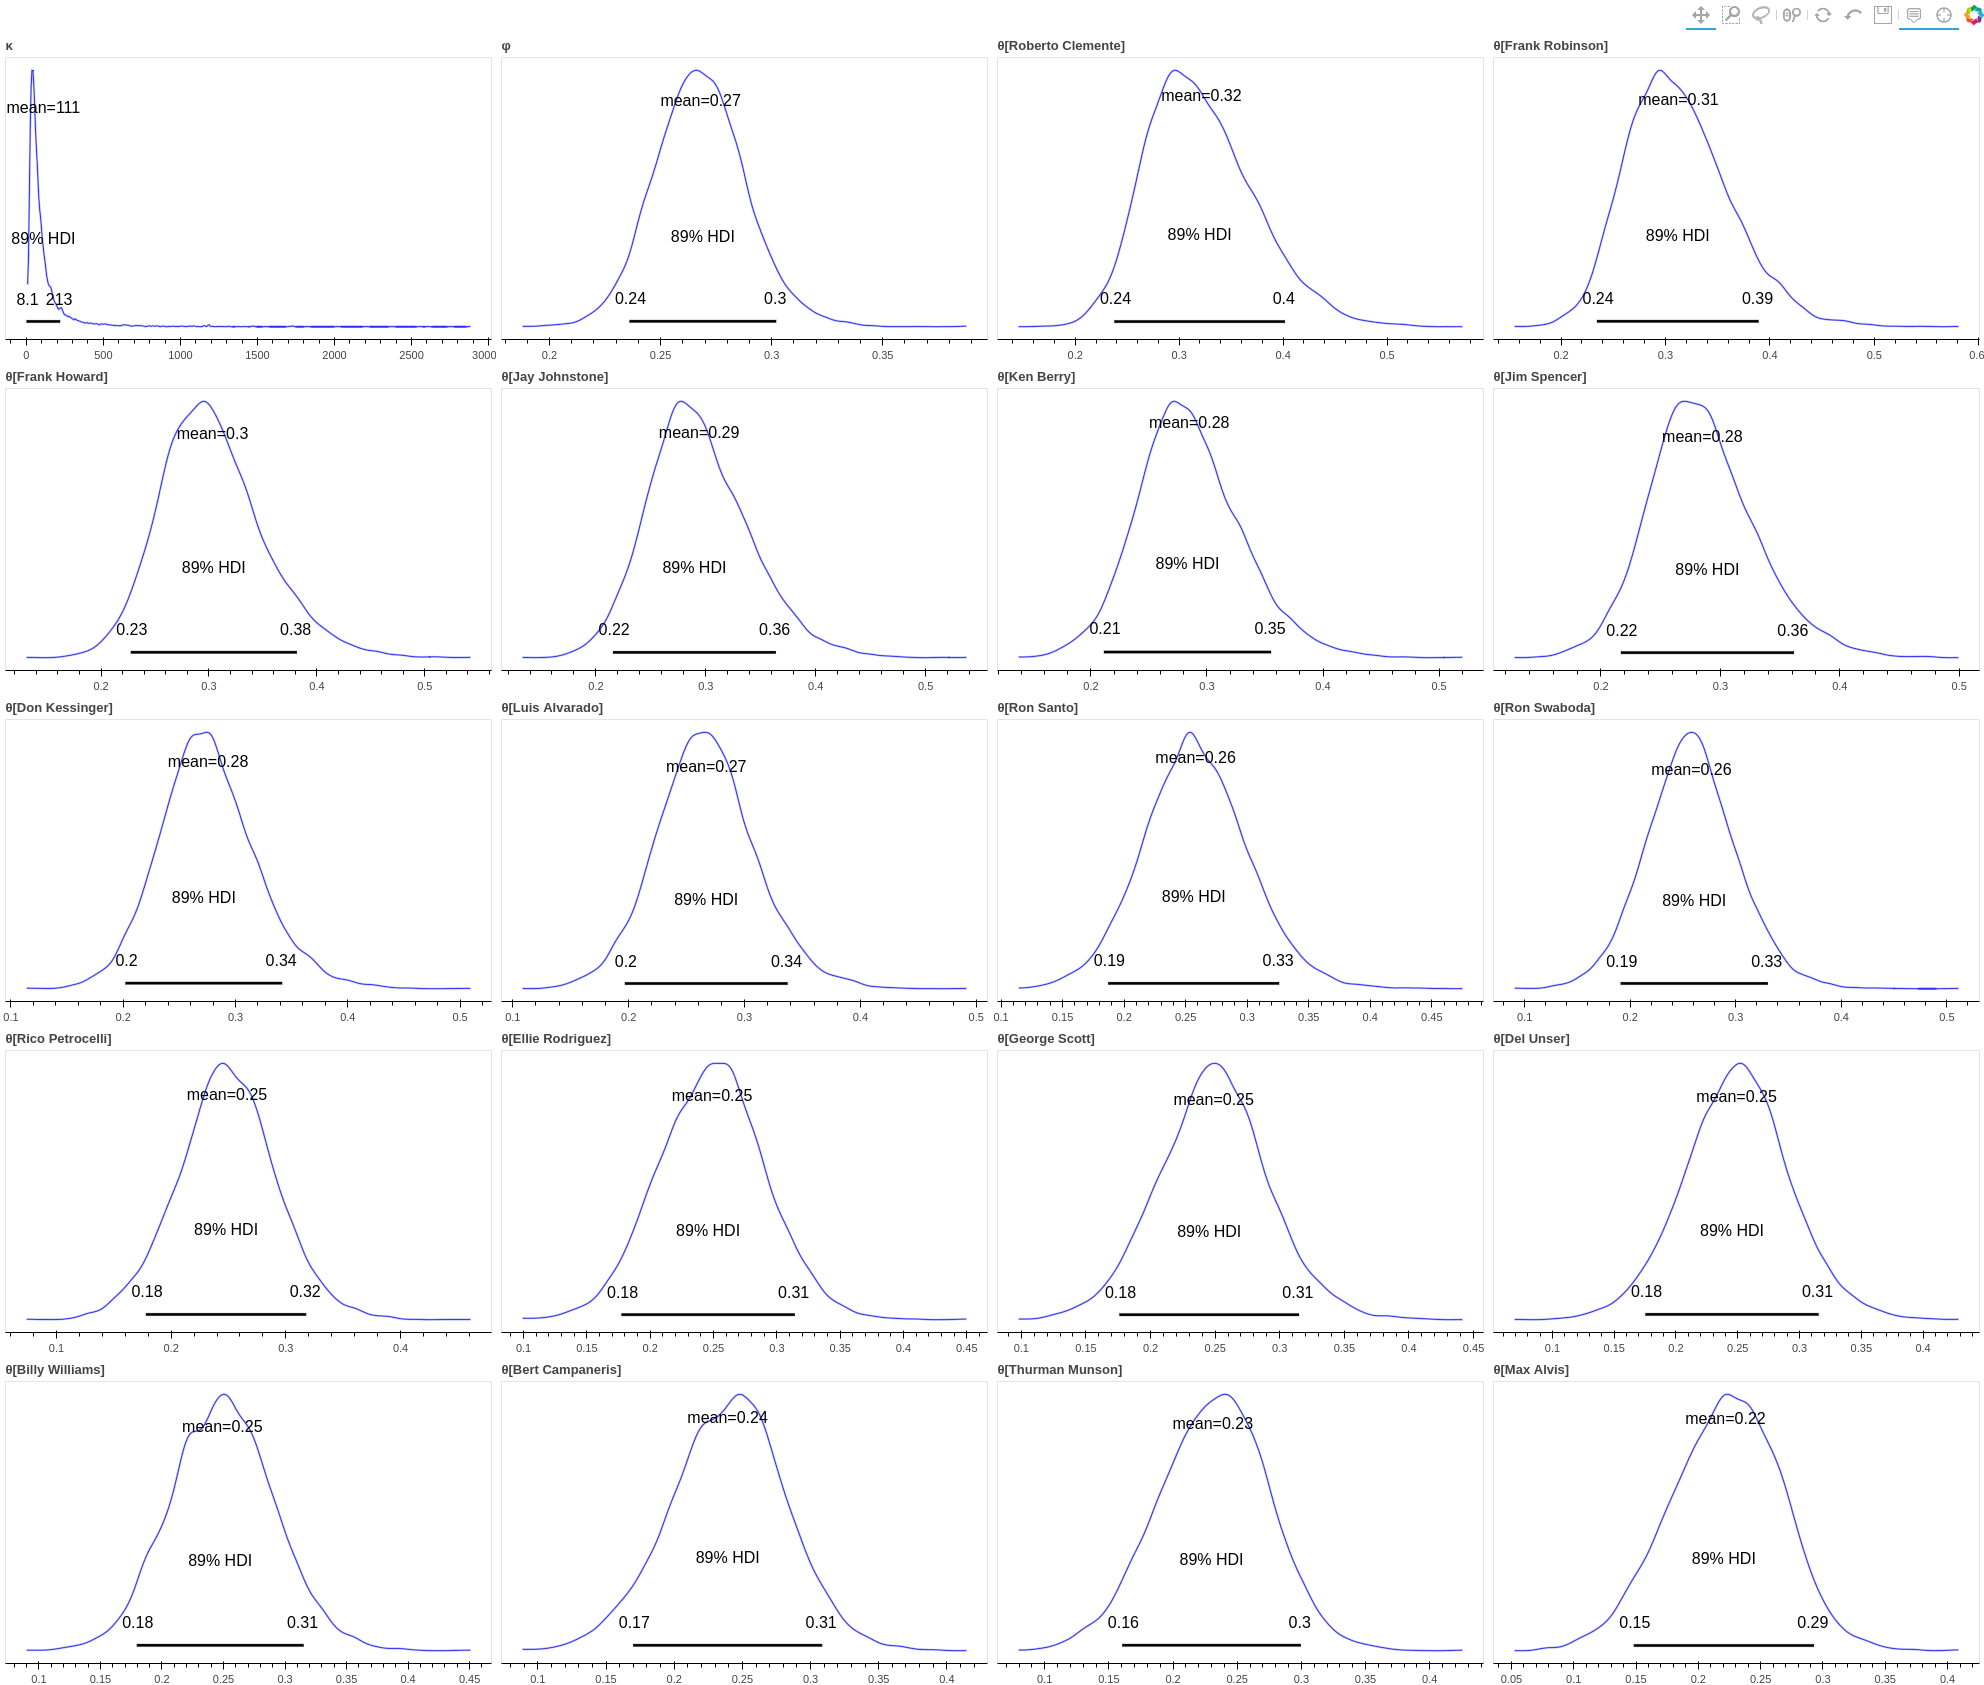 κ
mean=111
89% HDI
8.1 213
0 500 1000 1500 2000 2500 3000
φ
mean=0.27
89% HDI
0.24 0.3
0.2 0.25 0.3 0.35
θ[Roberto Clemente]
mean=0.32
89% HDI
0.24 0.4
0.2 0.3 0.4 0.5
θ[Frank Robinson]
mean=0.31
89% HDI
0.24 0.39
0.2 0.3 0.4 0.5 0.6
θ[Frank Howard]
mean=0.3
89% HDI
0.23 0.38
0.2 0.3 0.4 0.5
θ[Jay Johnstone]
mean=0.29
89% HDI
0.22 0.36
0.2 0.3 0.4 0.5
θ[Ken Berry]
mean=0.28
89% HDI
0.21 0.35
0.2 0.3 0.4 0.5
θ[Jim Spencer]
mean=0.28
89% HDI
0.22 0.36
0.2 0.3 0.4 0.5
θ[Don Kessinger]
mean=0.28
89% HDI
0.2 0.34
0.1 0.2 0.3 0.4 0.5
θ[Luis Alvarado]
mean=0.27
89% HDI
0.2 0.34
0.1 0.2 0.3 0.4 0.5
θ[Ron Santo]
mean=0.26
89% HDI
0.19 0.33
0.1 0.15 0.2 0.25 0.3 0.35 0.4 0.45
θ[Ron Swaboda]
mean=0.26
89% HDI
0.19 0.33
0.1 0.2 0.3 0.4 0.5
θ[Rico Petrocelli]
mean=0.25
89% HDI
0.18 0.32
0.1 0.2 0.3 0.4
θ[Ellie Rodriguez]
mean=0.25
89% HDI
0.18 0.31
0.1 0.15 0.2 0.25 0.3 0.35 0.4 0.45
θ[George Scott]
mean=0.25
89% HDI
0.18 0.31
0.1 0.15 0.2 0.25 0.3 0.35 0.4 0.45
θ[Del Unser]
mean=0.25
89% HDI
0.18 0.31
0.1 0.15 0.2 0.25 0.3 0.35 0.4
θ[Billy Williams]
mean=0.25
89% HDI
0.18 0.31
0.1 0.15 0.2 0.25 0.3 0.35 0.4 0.45
θ[Bert Campaneris]
mean=0.24
89% HDI
0.17 0.31
0.1 0.15 0.2 0.25 0.3 0.35 0.4
θ[Thurman Munson]
mean=0.23
89% HDI
0.16 0.3
0.1 0.15 0.2 0.25 0.3 0.35 0.4
θ[Max Alvis]
mean=0.22
89% HDI
0.15 0.29
0.05 0.1 0.15 0.2 0.25 0.3 0.35 0.4